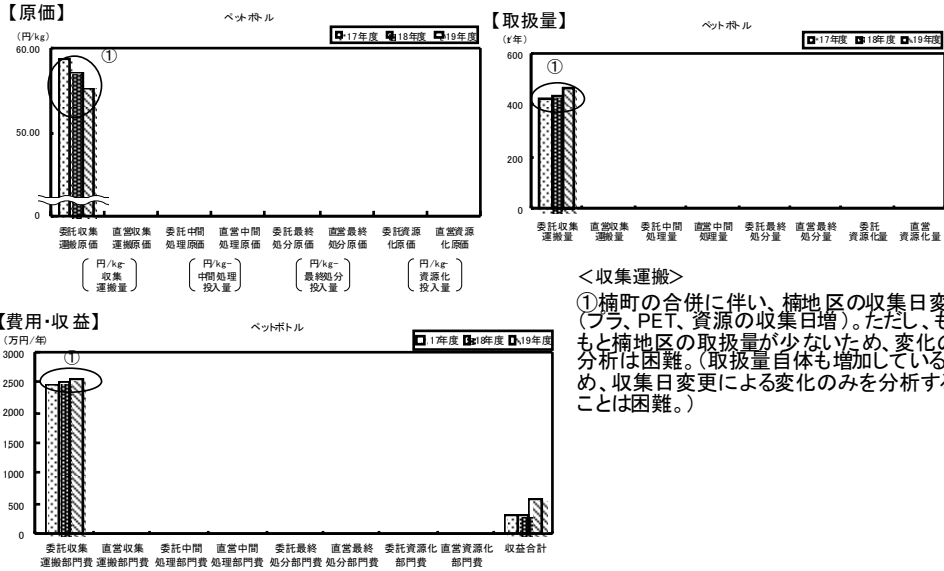 【原価】
(円/kg)
ペットボトル
17年度 18年度 19年度
60.00
50.00
0
①
委託収集 直営収集 委託中間 直営中間 委託最終 直営最終 委託資源 直営資源
運搬原価 運搬原価 処理原価 処理原価 処分原価 処分原価 化原価 化原価
円/kg- 円/kg- 円/kg- 円/kg-
収集 中間処理 最終処分 資源化
運搬量 投入量 投入量 投入量
【取扱量】
(t/年)
ペットボトル
17年度 18年度 19年度
600
400
200
0
①
委託収集 直営収集 委託中間 直営中間 委託最終 直営最終 委託 直営
運搬量 運搬量 処理量 処理量 処分量 処分量 資源化量 資源化量
<収集運搬>
①楠町の合併に伴い、楠地区の収集日変
(プラ、PET、資源の収集日増)。ただし、も
もと楠地区の取扱量が少ないため、変化の
分析は困難。(取扱量自体も増加している
め、収集日変更による変化のみを分析する
ことは困難。)
【費用・収益】
(万円/年)
ペットボトル
17年度 18年度 19年度
3000
2500
2000
1500
1000
500
0
①
委託収集 直営収集 委託中間 直営中間 委託最終 直営最終 委託資源化 直営資源化 収益合計
運搬部門費 運搬部門費 処理部門費 処理部門費 処分部門費 処分部門費 部門費 部門費